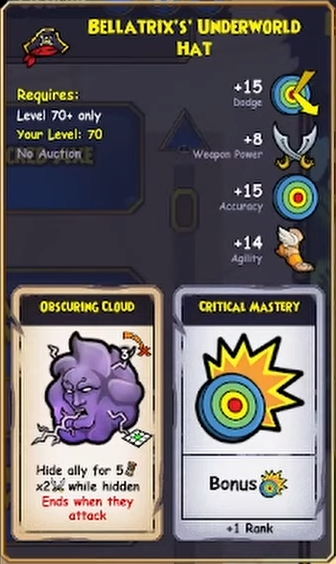 Bellatrix's' Underworld
Hat
Requires:
Level 70+ only
Your Level: 70
No Auction
+15
Dodge
+8
Weapon Power
+15
Accuracy
+14
Agility
Obscuring Cloud
Hide ally for 5
x2 while hidden
Ends when they
attack
Critical Mastery
Bonus
+1 Rank